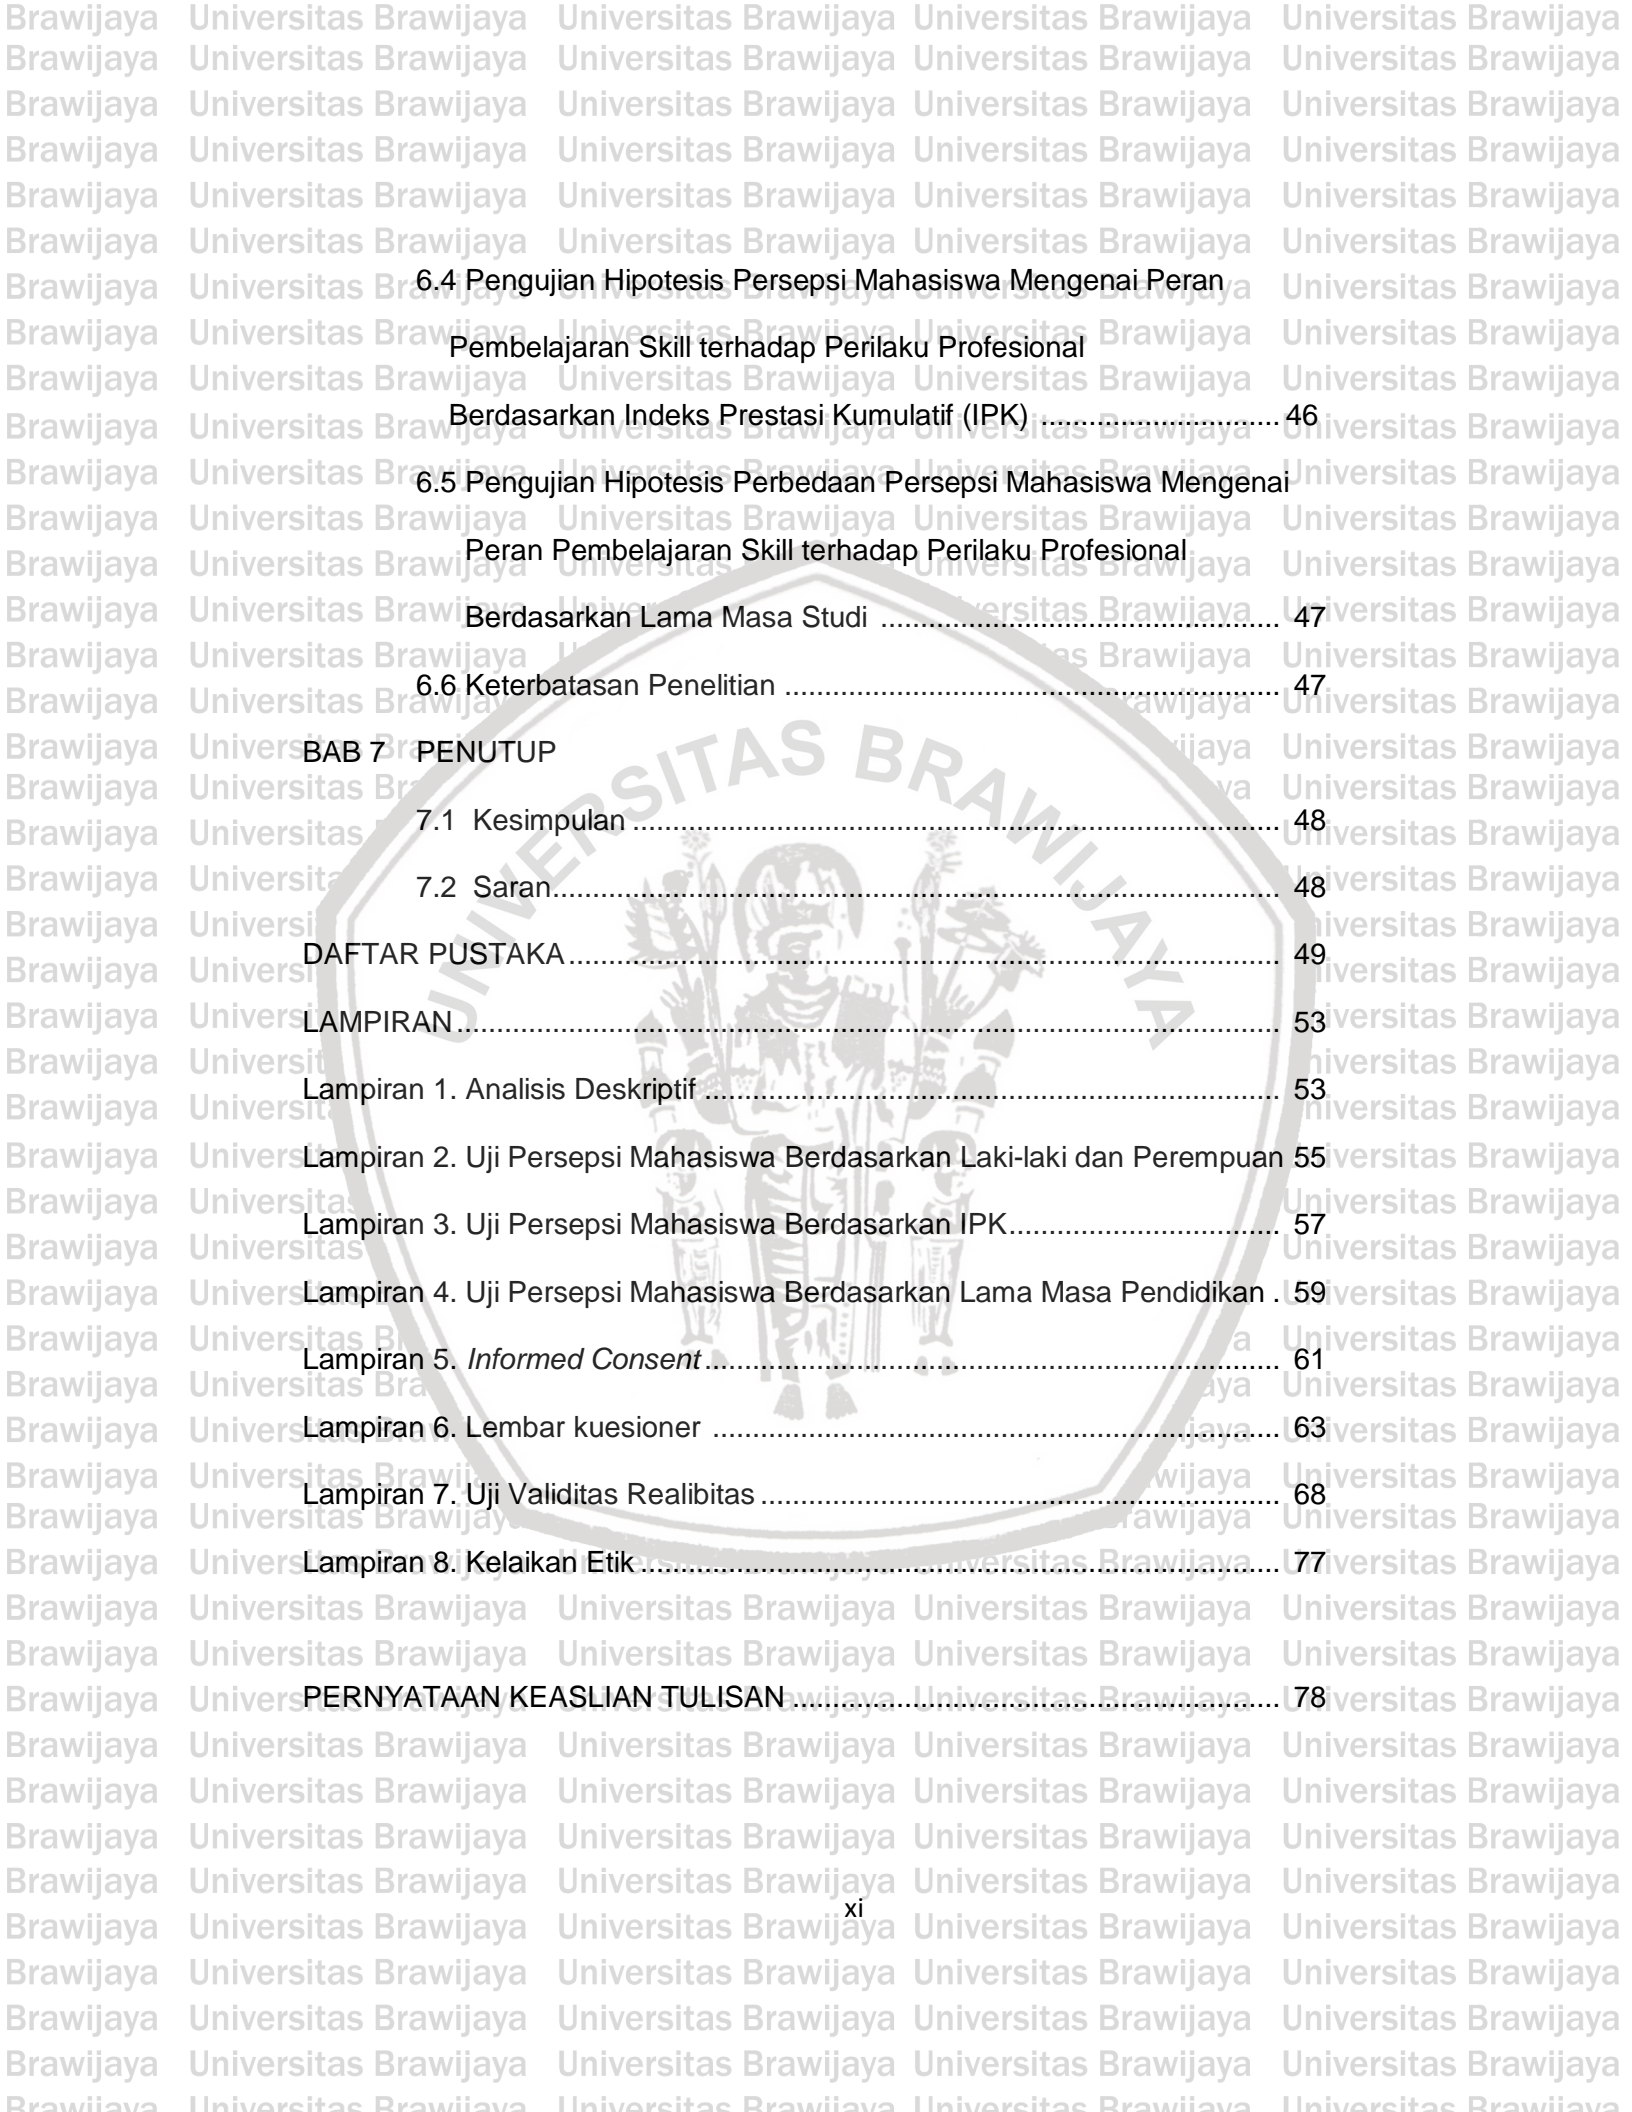 6.4 Pengujian Hipotesis Persepsi Mahasiswa Mengenai Peran
Pembelajaran Skill terhadap Perilaku Profesional
Berdasarkan Indeks Prestasi Kumulatif (IPK) .............................. 46
6.5 Pengujian Hipotesis Perbedaan Persepsi Mahasiswa Mengenai
Peran Pembelajaran Skill terhadap Perilaku Profesional
Berdasarkan Lama Masa Studi .................................................. 47
6.6 Keterbatasan Penelitian .............................................................. 47
BAB 7 PENUTUP
7.1 Kesimpulan ................................................................................. 48
7.2 Saran........................................................................................... 48
DAFTAR PUSTAKA......................................................................................... 49
LAMPIRAN....................................................................................................... 53
Lampiran 1. Analisis Deskriptif ........................................................................ 53
Lampiran 2. Uji Persepsi Mahasiswa Berdasarkan Laki-laki dan Perempuan 55
Lampiran 3. Uji Persepsi Mahasiswa Berdasarkan IPK.................................. 57
Lampiran 4. Uji Persepsi Mahasiswa Berdasarkan Lama Masa Pendidikan . 59
Lampiran 5. Informed Consent........................................................................ 61
Lampiran 6. Lembar kuesioner ....................................................................... 63
Lampiran 7. Uji Validitas Realibitas ................................................................. 68
Lampiran 8. Kelaikan Etik................................................................................ 77
PERNYATAAN KEASLIAN TULISAN ............................................................. 78
xi
UNIVERSITAS BRAWIJAYA